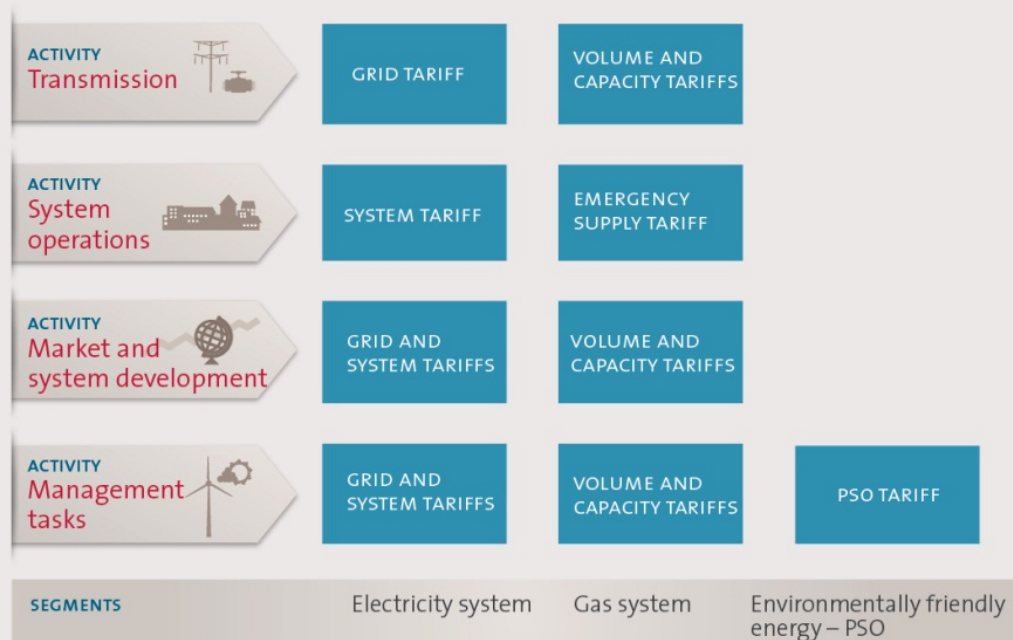 ACTIVITY
Transmission
GRID TARIFF
VOLUME AND
CAPACITY TARIFFS
ACTIVITY
System
operations
SYSTEM TARIFF
EMERGENCY
SUPPLY TARIFF
ACTIVITY
Market and
system development
GRID AND
SYSTEM TARIFFS
VOLUME AND
CAPACITY TARIFFS
ACTIVITY
Management
tasks
GRID AND
SYSTEM TARIFFS
VOLUME AND
CAPACITY TARIFFS
PSO TARIFF
SEGMENTS
Electricity system
Gas system
Environmentally friendly
energy – PSO